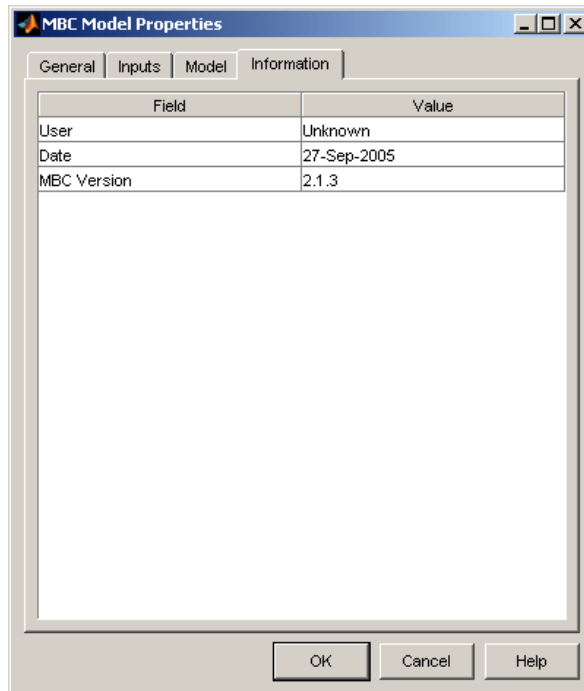 MBC Model Properties
General Inputs Model Information
Field Value
User Unknown
Date 27-Sep-2005
MBC Version 2.1.3
OK Cancel Help